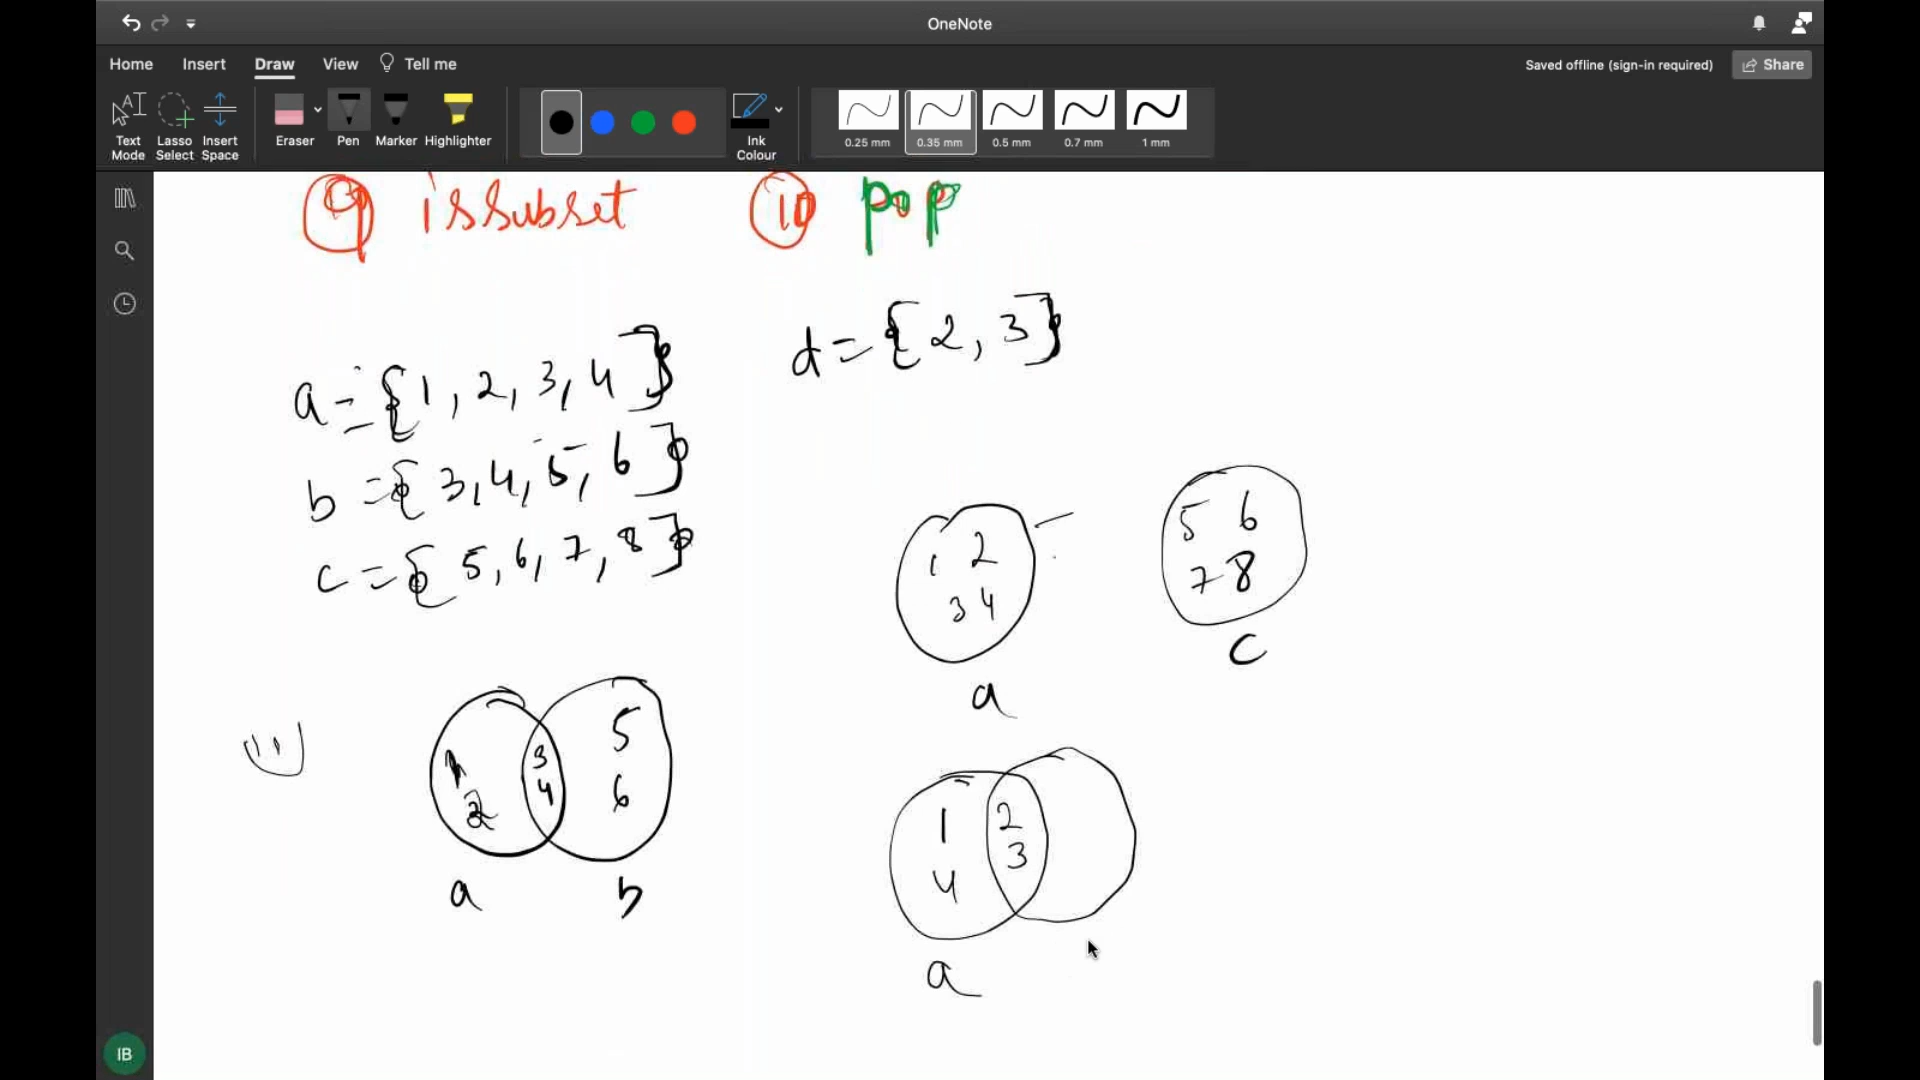 OneNote
Home Insert Draw View Tell me
Saved offline (sign-in required) Share
Text Mode
Lasso Select
Insert Space
Eraser
Pen
Marker
Highlighter
Ink Colour
0.25 mm
0.35 mm
0.5 mm
0.7 mm
1 mm
9 issubset 10 pop
d = {2, 3}
a = {1, 2, 3, 4}
b = {3, 4, 5, 6}
c = {5, 6, 7, 8}
1 2
3 4
a
5 6
7 8
c
1 3 5
2 4 6
a b
1 2
4 3
a
IB